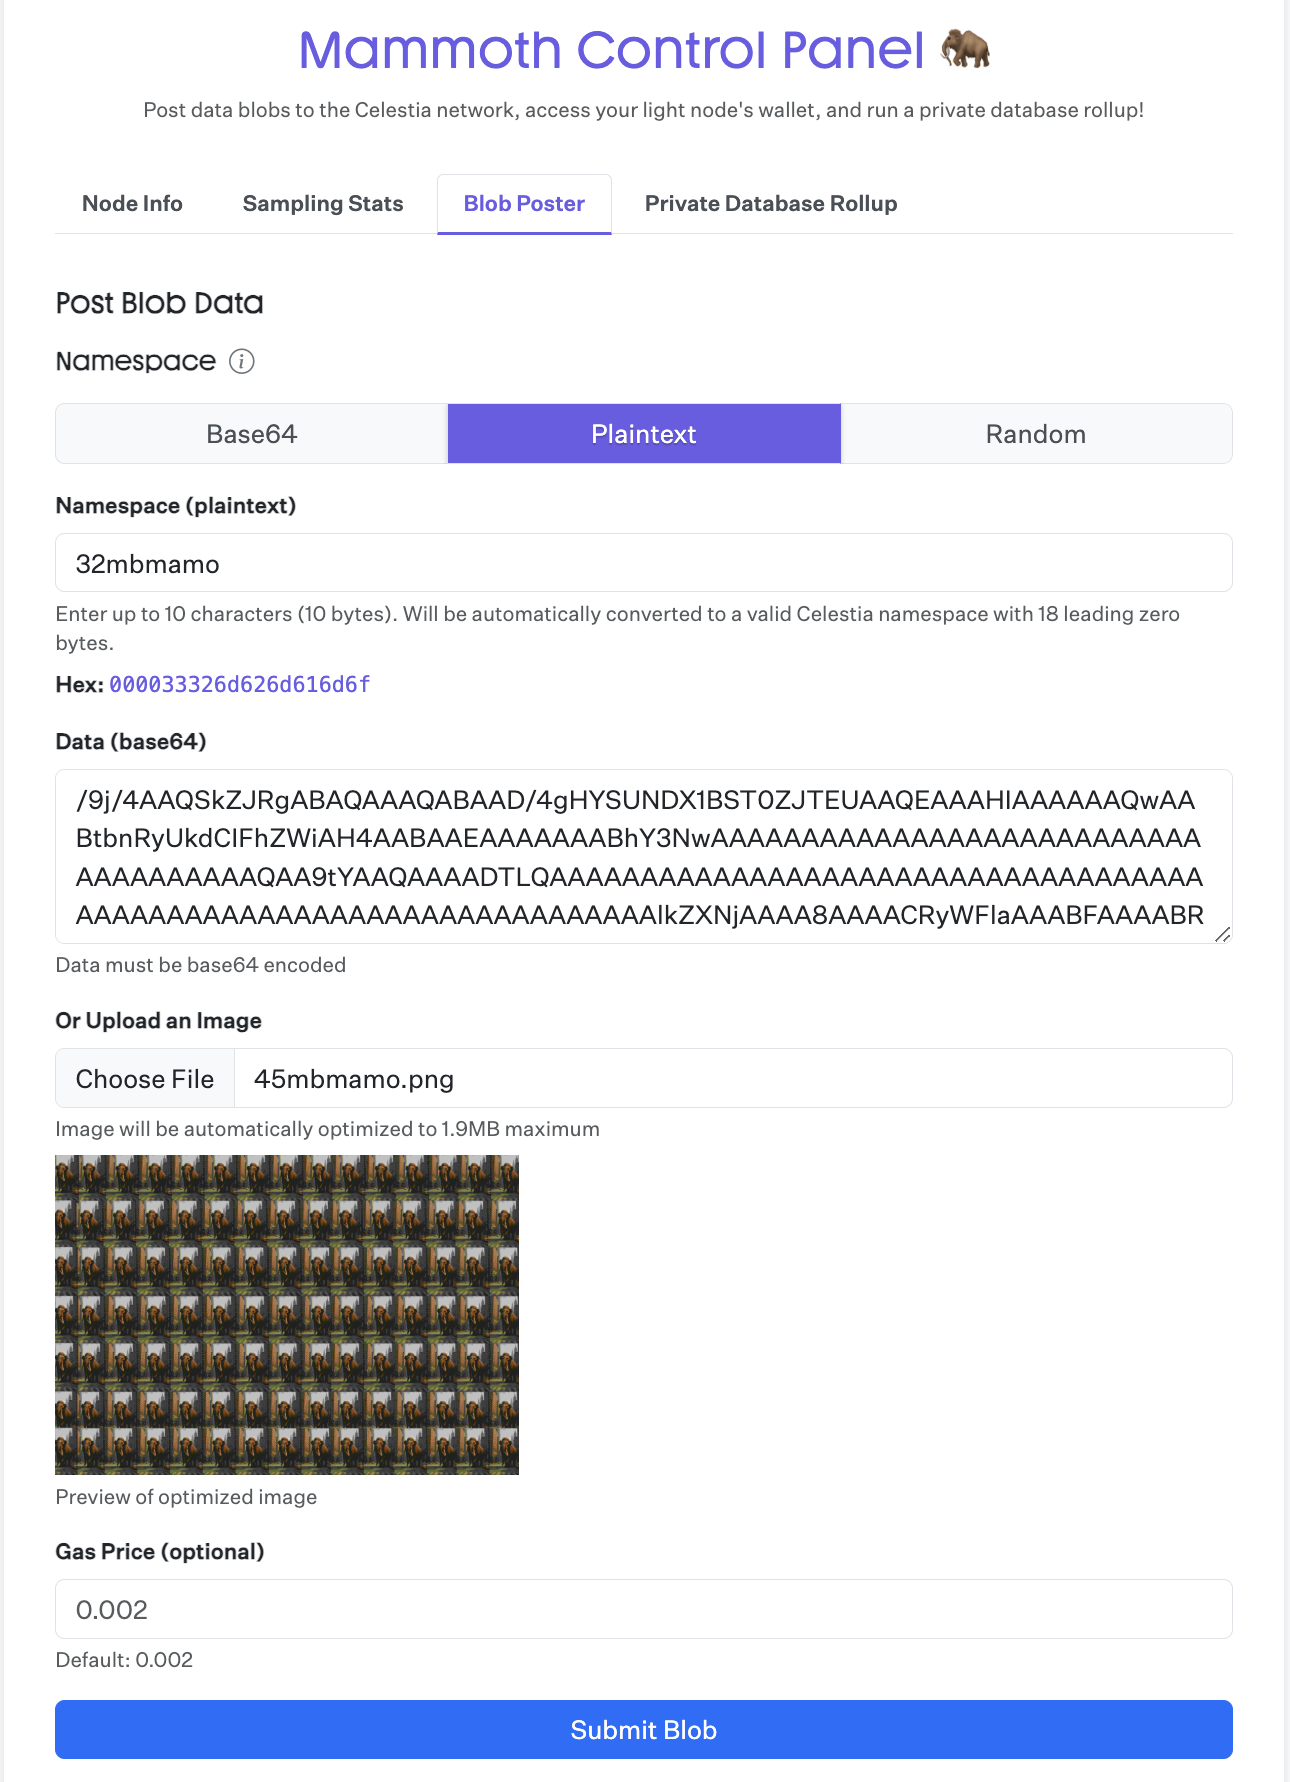 Mammoth Control Panel 🦣
Post data blobs to the Celestia network, access your light node's wallet, and run a private database rollup!
Node Info
Sampling Stats
Blob Poster
Private Database Rollup
Post Blob Data
Namespace
Base64
Plaintext
Random
Namespace (plaintext)
32mbmamo
Enter up to 10 characters (10 bytes). Will be automatically converted to a valid Celestia namespace with 18 leading zero
bytes.
Hex: 000033326d626d616d6f
Data (base64)
/9j/4AAQSkZJRgABAQAAAQABAAD/4gHYSUNDX1BST0ZJTEUAAQEAAAHIAAAAAAQwAA
BtbnRyUkdCIFhZWiAH4AABAAEAAAAAAABhY3NwAAAAAAAAAAAAAAAAAAAAAAAAAAA
AAAAAAAAAAQAA9tYAAQAAAADTLQAAAAAAAAAAAAAAAAAAAAAAAAAAAAAAAAAAAA
AAAAAAAAAAAAAAAAAAAAAAAAAAAAAAAAlkZXNjAAAA8AAAACRyWFlaAAABFAAAABR
Data must be base64 encoded
Or Upload an Image
Choose File
45mbmamo.png
Image will be automatically optimized to 1.9MB maximum
Preview of optimized image
Gas Price (optional)
0.002
Default: 0.002
Submit Blob